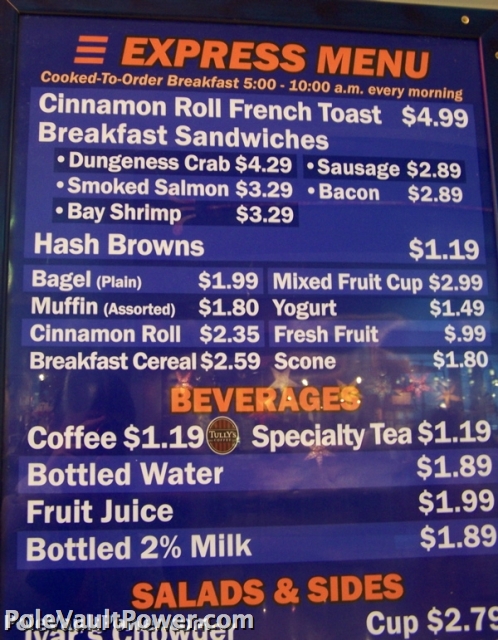 EXPRESS MENU
Cooked-To-Order Breakfast 5:00 - 10:00 a.m. every morning
Cinnamon Roll French Toast $4.99
Breakfast Sandwiches
• Dungeness Crab $4.29 • Sausage $2.89
• Smoked Salmon $3.29 • Bacon $2.89
• Bay Shrimp $3.29
Hash Browns $1.19
Bagel (Plain) $1.99 Mixed Fruit Cup $2.99
Muffin (Assorted) $1.80 Yogurt $1.49
Cinnamon Roll $2.35 Fresh Fruit $.99
Breakfast Cereal $2.59 Scone $1.80
BEVERAGES
Coffee $1.19 TULLY'S COFFEE Specialty Tea $1.19
Bottled Water $1.89
Fruit Juice $1.99
Bottled 2% Milk $1.89
SALADS & SIDES
PoleVaultPower.com
Ivar's Chowder Cup $2.79